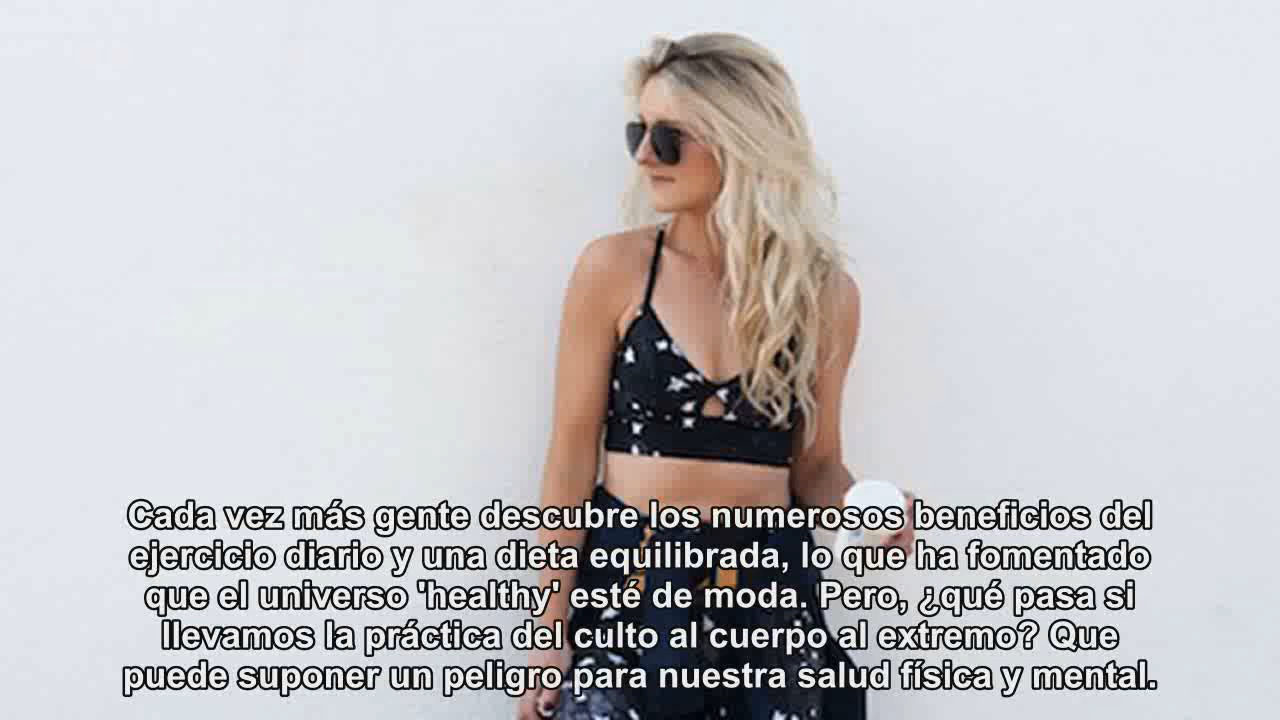 Cada vez más gente descubre los numerosos beneficios del
ejercicio diario y una dieta equilibrada, lo que ha fomentado
que el universo 'healthy' esté de moda. Pero, ¿qué pasa si
llevamos la práctica del culto al cuerpo al extremo? Que
puede suponer un peligro para nuestra salud física y mental.